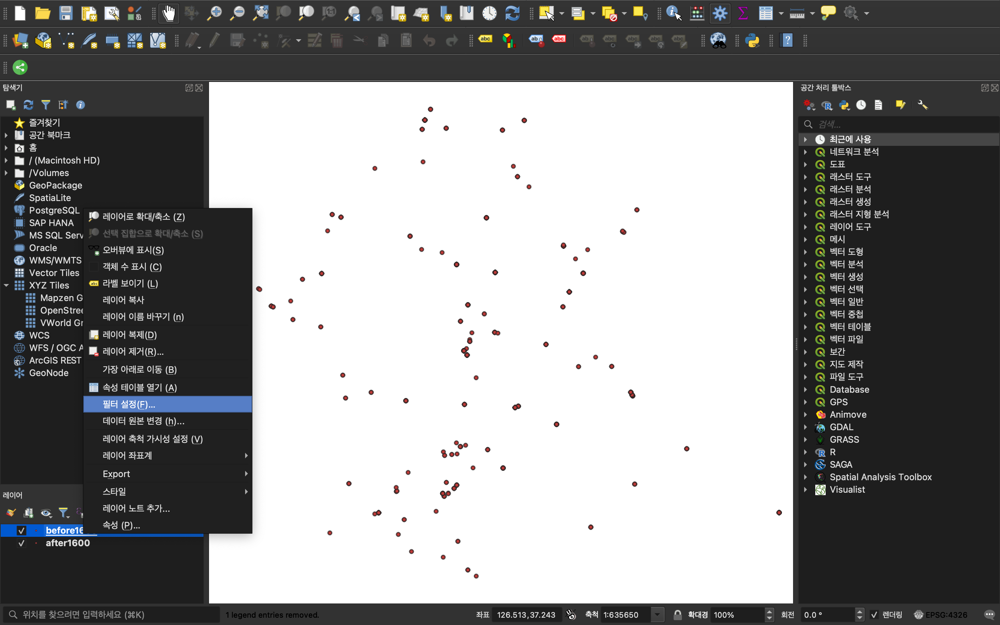 탐색기
즐겨찾기
공간 북마크
홈
/ (Macintosh HD)
/Volumes
GeoPackage
SpatiaLite
PostgreSQL
SAP HANA
MS SQL Serv
Oracle
WMS/WMTS
Vector Tiles
XYZ Tiles
Mapzen G
OpenStree
VWorld Gr
WCS
WFS / OGC A
ArcGIS REST
GeoNode
레이어로 확대/축소 (Z)
선택 집합으로 확대/축소 (S)
오버뷰에 표시(S)
객체 수 표시 (C)
abc 라벨 보이기 (L)
레이어 복사
레이어 이름 바꾸기 (n)
레이어 복제(D)
레이어 제거(R)...
가장 아래로 이동 (B)
속성 테이블 열기 (A)
필터 설정(F)...
데이터 원본 변경 (h)...
레이어 축척 가시성 설정 (V)
레이어 좌표계
Export
스타일
레이어 노트 추가...
속성 (P)...
레이어
before16
after1600
공간 처리 툴박스
검색...
최근에 사용
네트워크 분석
도표
래스터 도구
래스터 분석
래스터 생성
래스터 지형 분석
레이어 도구
메시
벡터 도형
벡터 분석
벡터 생성
벡터 선택
벡터 일반
벡터 중첩
벡터 테이블
벡터 파일
보간
지도 제작
파일 도구
Database
GPS
Animove
GDAL
GRASS
R
SAGA
Spatial Analysis Toolbox
Visualist
위치를 찾으려면 입력하세요 (⌘K)
1 legend entries removed.
좌표 126.513,37.243
축척 1:635650
확대경 100%
회전 0.0 °
렌더링
EPSG:4326